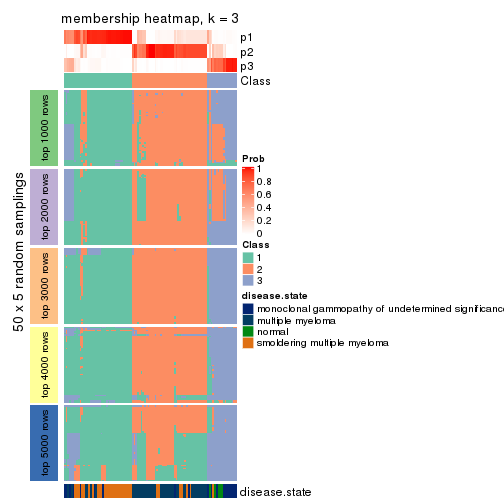 membership heatmap, k = 3
p1
p2
p3
Class
50 x 5 random samplings
top 1000 rows
top 2000 rows
top 3000 rows
top 4000 rows
top 5000 rows
Prob
1
0.8
0.6
0.4
0.2
0
Class
1
2
3
disease.state
monoclonal gammopathy of undetermined significance
multiple myeloma
normal
smoldering multiple myeloma
disease.state